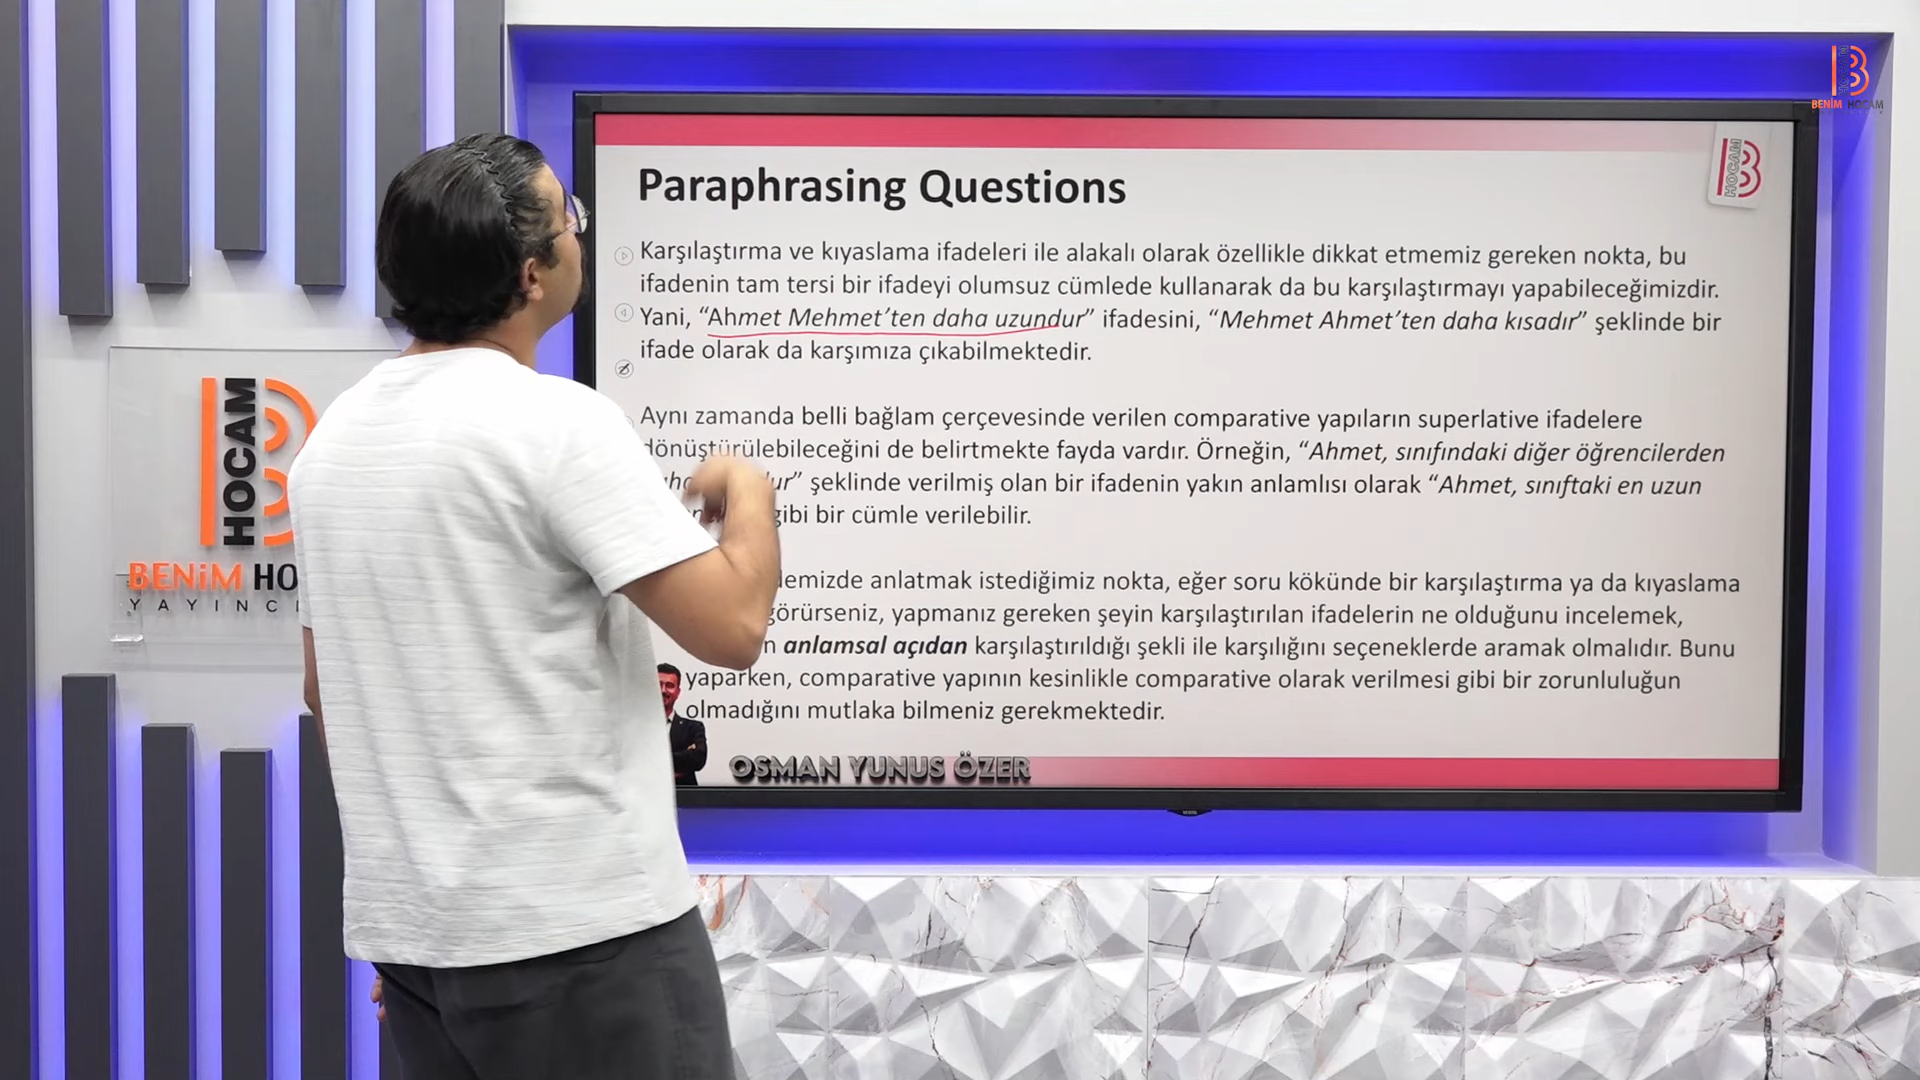 BENİM HOCAM
HOCAM
Paraphrasing Questions
Karşılaştırma ve kıyaslama ifadeleri ile alakalı olarak özellikle dikkat etmemiz gereken nokta, bu
ifadenin tam tersi bir ifadeyi olumsuz cümlede kullanarak da bu karşılaştırmayı yapabileceğimizdir.
Yani, “Ahmet Mehmet’ten daha uzundur” ifadesini, “Mehmet Ahmet’ten daha kısadır” şeklinde bir
ifade olarak da karşımıza çıkabilmektedir.
Aynı zamanda belli bağlam çerçevesinde verilen comparative yapıların superlative ifadelere
dönüştürülebileceğini de belirtmekte fayda vardır. Örneğin, “Ahmet, sınıfındaki diğer öğrencilerden
şeklinde verilmiş olan bir ifadenin yakın anlamlısı olarak “Ahmet, sınıftaki en uzun
gibi bir cümle verilebilir.
anlatmak istediğimiz nokta, eğer soru kökünde bir karşılaştırma ya da kıyaslama
görürseniz, yapmanız gereken şeyin karşılaştırılan ifadelerin ne olduğunu incelemek,
anlamsal açıdan karşılaştırıldığı şekli ile karşılığını seçeneklerde aramak olmalıdır. Bunu
yaparken, comparative yapının kesinlikle comparative olarak verilmesi gibi bir zorunluluğun
olmadığını mutlaka bilmeniz gerekmektedir.
OSMAN YUNUS ÖZER
HOCAM
BENİM HO
YAYINCI